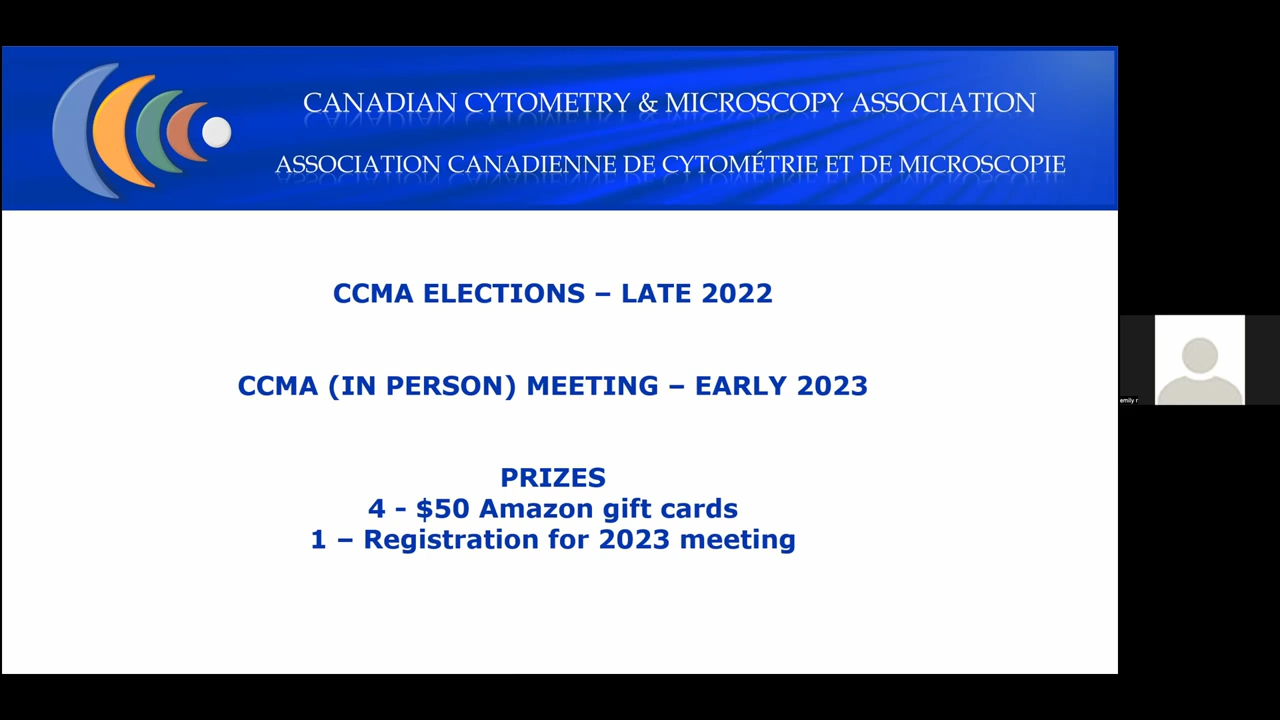 CANADIAN CYTOMETRY & MICROSCOPY ASSOCIATION
ASSOCIATION CANADIENNE DE CYTOMÉTRIE ET DE MICROSCOPIE
CCMA ELECTIONS – LATE 2022
CCMA (IN PERSON) MEETING – EARLY 2023
PRIZES
4 - $50 Amazon gift cards
1 – Registration for 2023 meeting
emily r